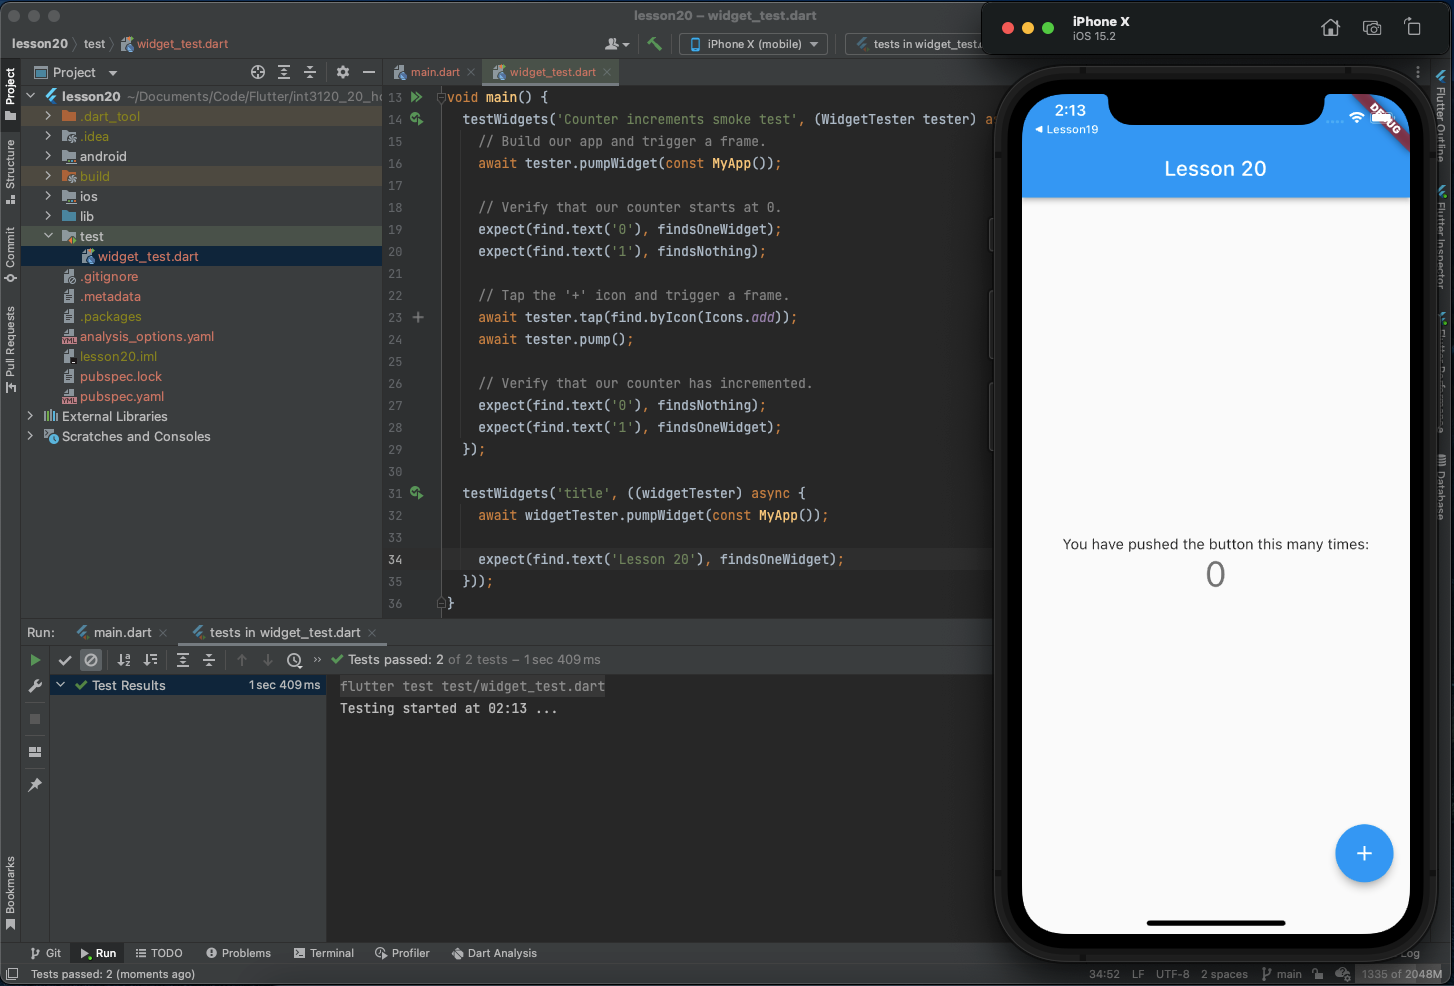 lesson20 – widget_test.dart
lesson20
test
widget_test.dart
iPhone X (mobile)
tests in widget_test.
Project
main.dart
widget_test.dart
Project
Structure
Commit
Pull Requests
Bookmarks
lesson20 ~/Documents/Code/Flutter/int3120_20_h
.dart_tool
.idea
android
build
ios
lib
test
widget_test.dart
.gitignore
.metadata
.packages
analysis_options.yaml
lesson20.iml
pubspec.lock
pubspec.yaml
External Libraries
Scratches and Consoles
13 void main() {
14 testWidgets('Counter increments smoke test', (WidgetTester tester) a
15 // Build our app and trigger a frame.
16 await tester.pumpWidget(const MyApp());
17
18 // Verify that our counter starts at 0.
19 expect(find.text('0'), findsOneWidget);
20 expect(find.text('1'), findsNothing);
21
22 // Tap the '+' icon and trigger a frame.
23 await tester.tap(find.byIcon(Icons.add));
24 await tester.pump();
25
26 // Verify that our counter has incremented.
27 expect(find.text('0'), findsNothing);
28 expect(find.text('1'), findsOneWidget);
29 });
30
31 testWidgets('title', ((widgetTester) async {
32 await widgetTester.pumpWidget(const MyApp());
33
34 expect(find.text('Lesson 20'), findsOneWidget);
35 }));
36 }
Run:
main.dart
tests in widget_test.dart
Tests passed: 2 of 2 tests – 1 sec 409 ms
Test Results
1 sec 409 ms
flutter test test/widget_test.dart
Testing started at 02:13 ...
Git
Run
TODO
Problems
Terminal
Profiler
Dart Analysis
Log
Tests passed: 2 (moments ago)
34:52
LF
UTF-8
2 spaces
main
1335 of 2048M
iPhone X
iOS 15.2
2:13
Lesson19
DEBUG
Lesson 20
You have pushed the button this many times:
0
+
Flutter Outline
Flutter Inspector
Database